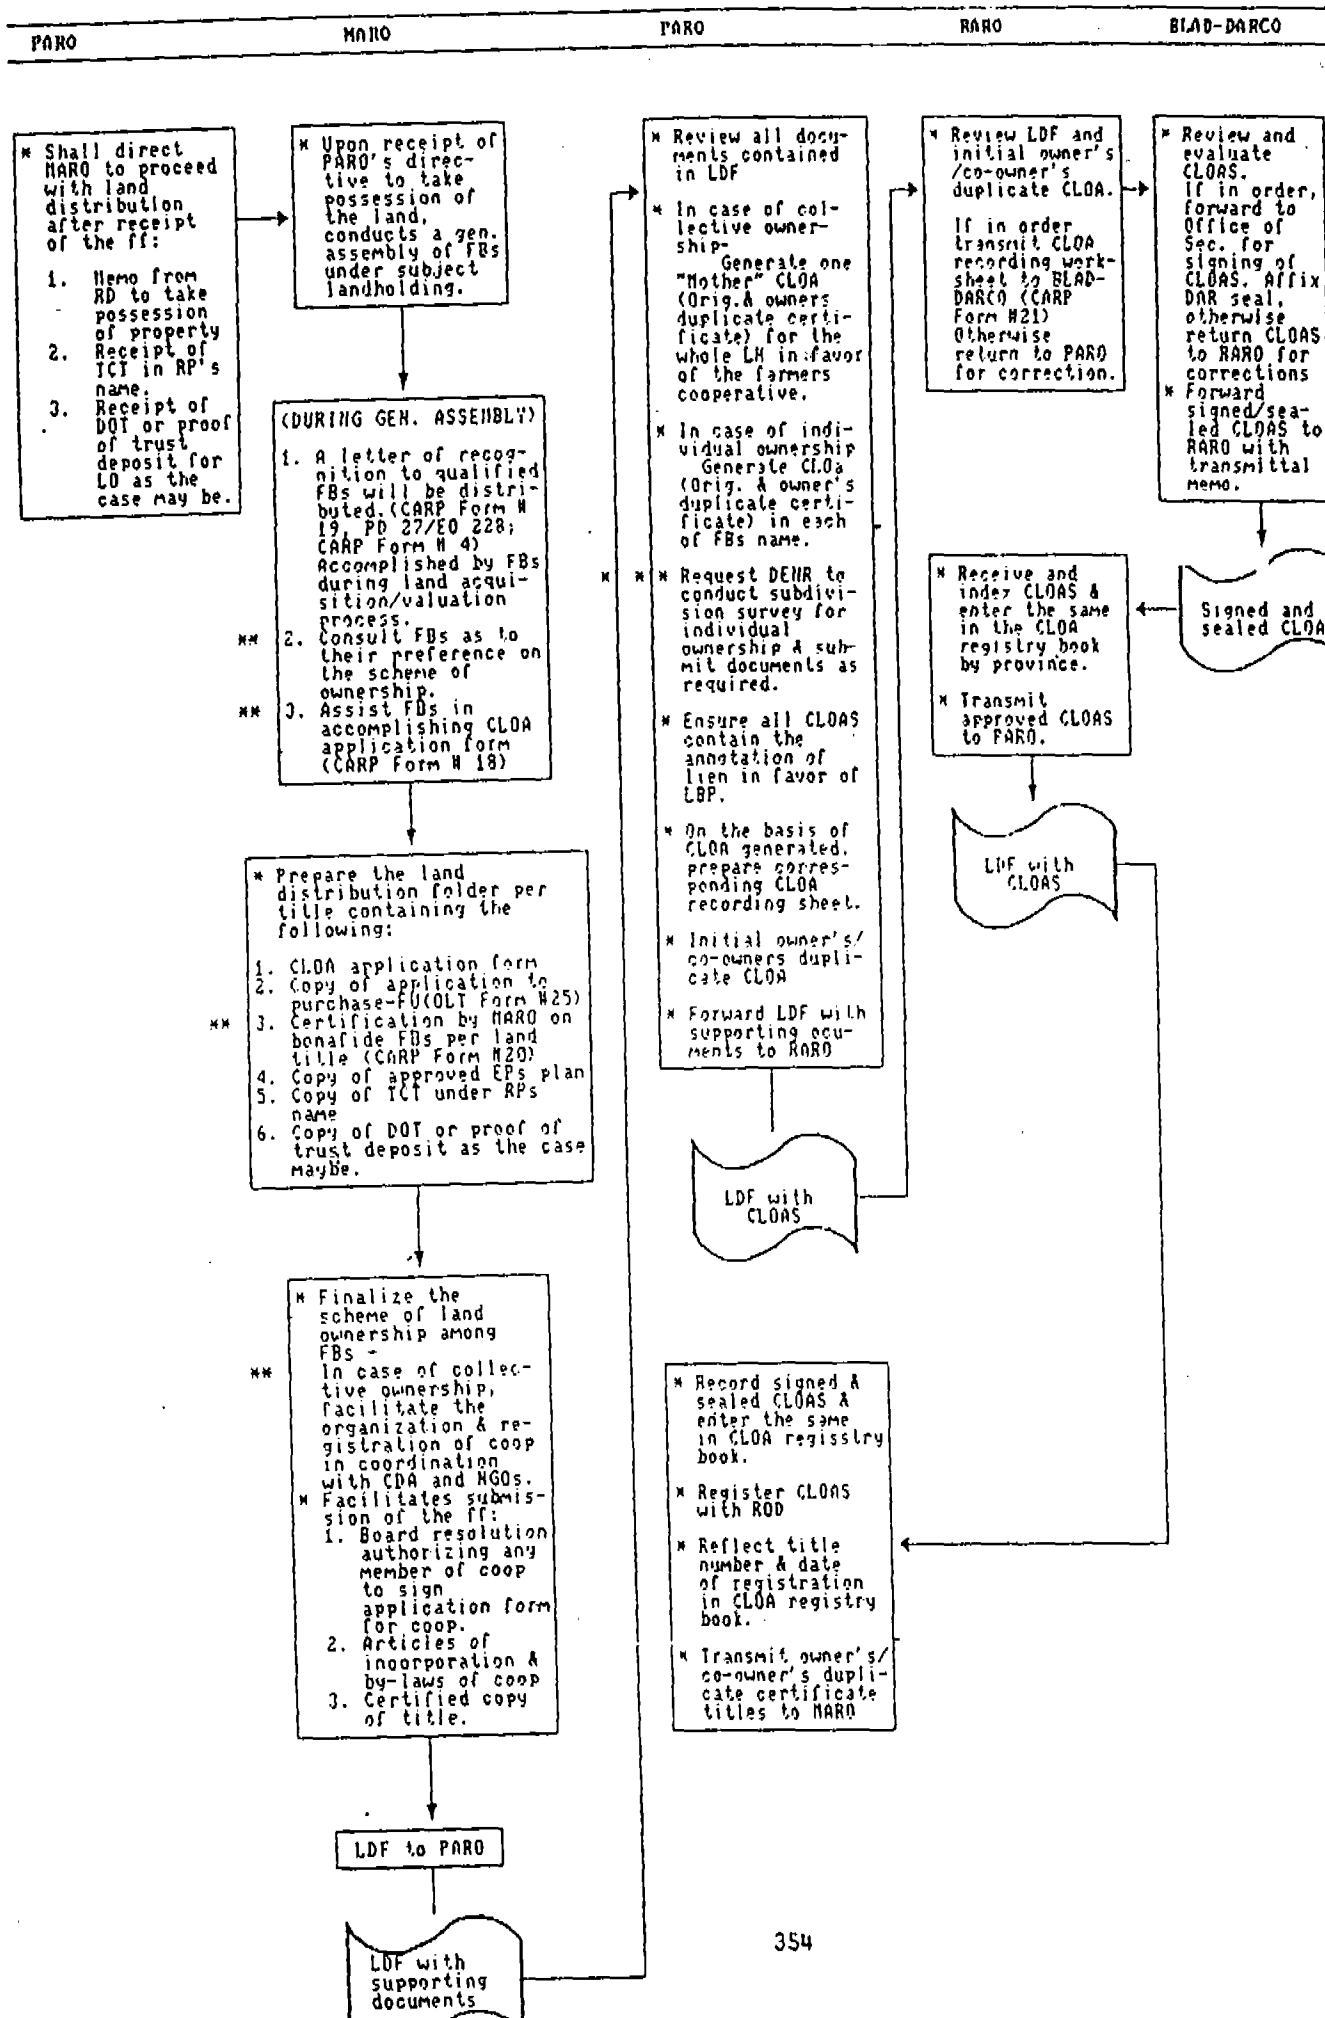 PARO
MARO
PARO
RARO
BLAD-DARCO
* Shall direct
MARO to proceed
with land
distribution
after receipt
of the ff:
1. Memo from
RD to take
possession
of property
2. Receipt of
TCT in RP's
name.
3. Receipt of
DOT or proof
of trust
deposit for
LO as the
case may be.
* Upon receipt of
PARO's direc-
tive to take
possession of
the land,
conducts a gen.
assembly of FBs
under subject
landholding.
(DURING GEN. ASSEMBLY)
1. A letter of recog-
nition to qualified
FBs will be distri-
buted.(CARP Form #
19, PD 27/EO 228;
CARP Form # 4)
Accomplished by FBs
during land acqui-
sition/valuation
process.
** 2. Consult FBs as to
their preference on
the scheme of
ownership.
** 3. Assist FBs in
accomplishing CLOA
application form
(CARP Form # 18)
* Prepare the land
distribution folder per
title containing the
following:
1. CLOA application form
2. Copy of application to
purchase-FU(OLT Form #25)
** 3. Certification by MARO on
bonafide FBs per land
title (CARP Form #20)
4. Copy of approved EPs plan
5. Copy of TCT under RPs
name
6. Copy of DOT or proof of
trust deposit as the case
maybe.
* Finalize the
scheme of land
ownership among
FBs -
** In case of collec-
tive ownership,
facilitate the
organization & re-
gistration of coop
in coordination
with CDA and NGOs.
* Facilitates submis-
sion of the ff:
1. Board resolution
authorizing any
member of coop
to sign
application form
for coop.
2. Articles of
incorporation &
by-laws of coop
3. Certified copy
of title.
LDF to PARO
LDF with
supporting
documents
* Review all docu-
ments contained
in LDF
* In case of col-
lective owner-
ship-
Generate one
"Mother" CLOA
(Orig.& owners
duplicate certi-
ficate) for the
whole LH in favor
of the farmers
cooperative.
* In case of indi-
vidual ownership
Generate CLOa
(Orig. & owner's
duplicate certi-
ficate) in each
of FBs name.
* * * Request DENR to
conduct subdivi-
sion survey for
individual
ownership & sub-
mit documents as
required.
* Ensure all CLOAS
contain the
annotation of
lien in favor of
LBP.
* On the basis of
CLOA generated,
prepare corres-
ponding CLOA
recording sheet.
* Initial owner's/
co-owners dupli-
cate CLOA
* Forward LDF with
supporting ocu-
ments to RARO
LDF with
CLOAS
* Record signed &
sealed CLOAS &
enter the same
in CLOA regisstry
book.
* Register CLOAS
with ROD
* Reflect title
number & date
of registration
in CLOA registry
book.
* Transmit owner's/
co-owner's dupli-
cate certificate
titles to MARO
* Review LDF and
initial owner's
/co-owner's
duplicate CLOA.
If in order
transmit CLOA
recording work-
sheet to BLAD-
DARCO (CARP
Form #21)
Otherwise
return to PARO
for correction.
* Receive and
index CLOAS &
enter the same
in the CLOA
registry book
by province.
* Transmit
approved CLOAS
to PARO.
LDF with
CLOAS
* Review and
evaluate
CLOAS.
If in order,
forward to
Office of
Sec. for
signing of
CLOAS. Affix
DAR seal,
otherwise
return CLOAS
to RARO for
corrections
* Forward
signed/sea-
led CLOAS to
RARO with
transmittal
memo.
Signed and
sealed CLOA
354